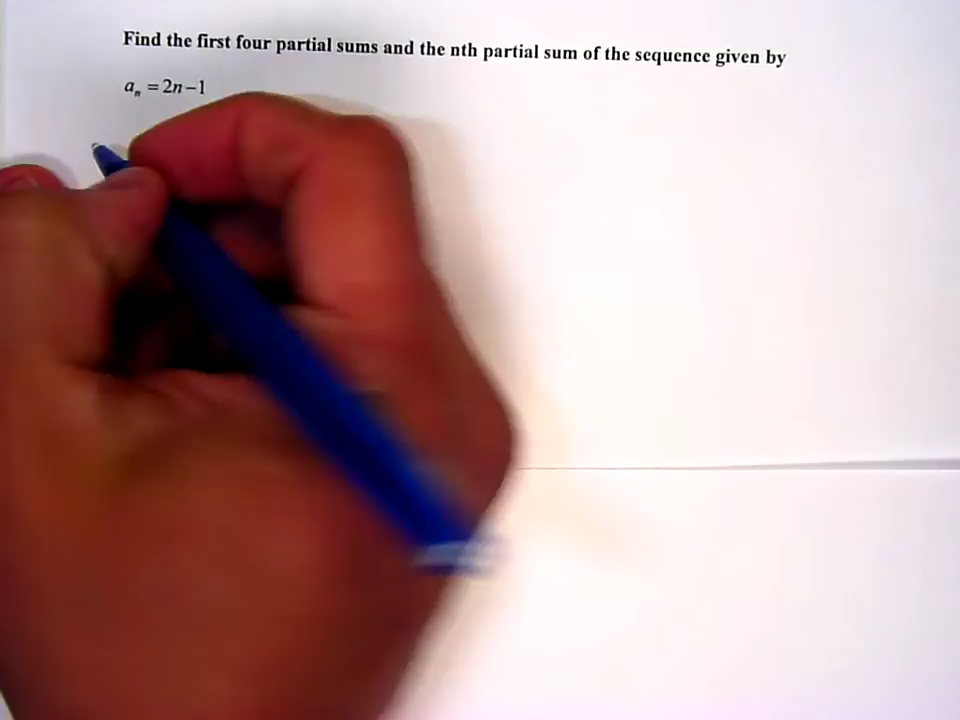 Find the first four partial sums and the nth partial sum of the sequence given by
aₙ = 2n−1